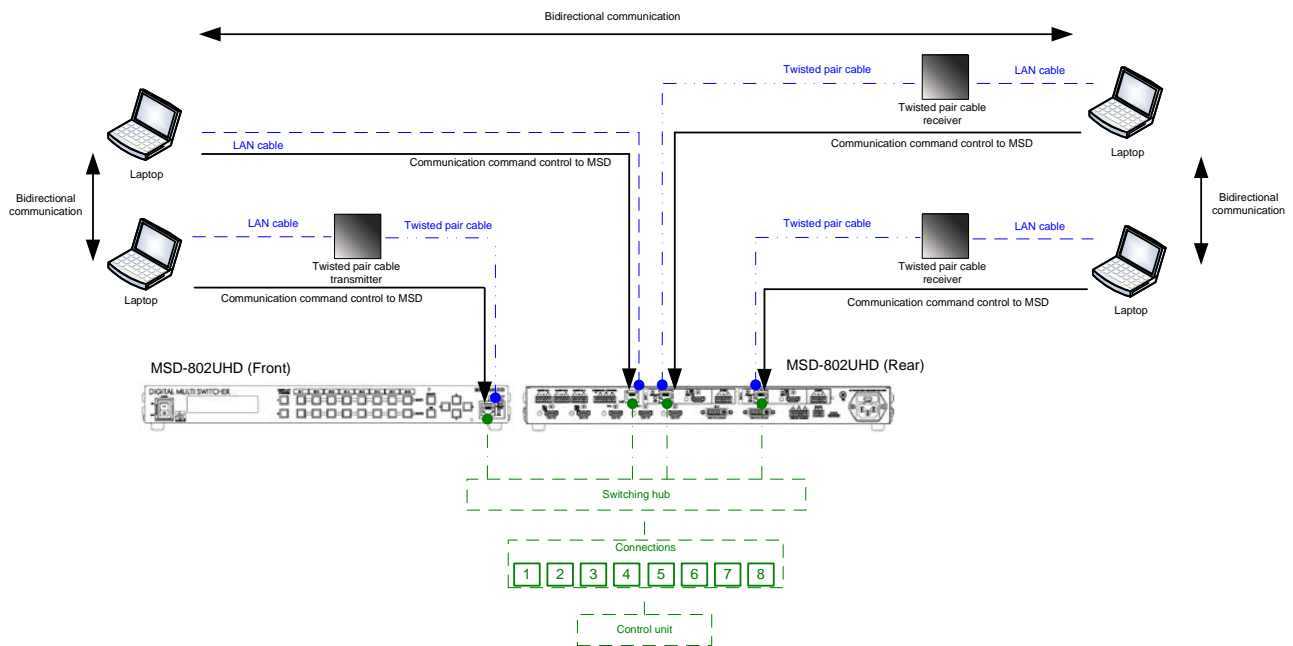 Bidirectional communication
Twisted pair cable
LAN cable
Twisted pair cable
receiver
LAN cable
Communication command control to MSD
Communication command control to MSD
Laptop
Laptop
Bidirectional
communication
Bidirectional
communication
LAN cable
Twisted pair cable
Twisted pair cable
LAN cable
Twisted pair cable
transmitter
Twisted pair cable
receiver
Laptop
Communication command control to MSD
Communication command control to MSD
Laptop
MSD-802UHD (Front)
MSD-802UHD (Rear)
DIGITAL MULTI SWITCHER
Switching hub
Connections
1 2 3 4 5 6 7 8
Control unit